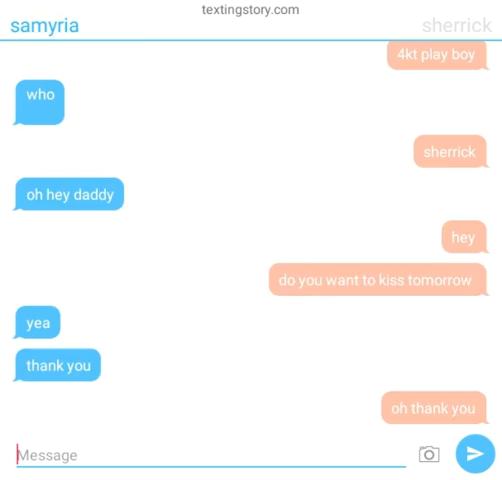 textingstory.com
samyria
sherrick
4kt play boy
who
sherrick
oh hey daddy
hey
do you want to kiss tomorrow
yea
thank you
oh thank you
Message